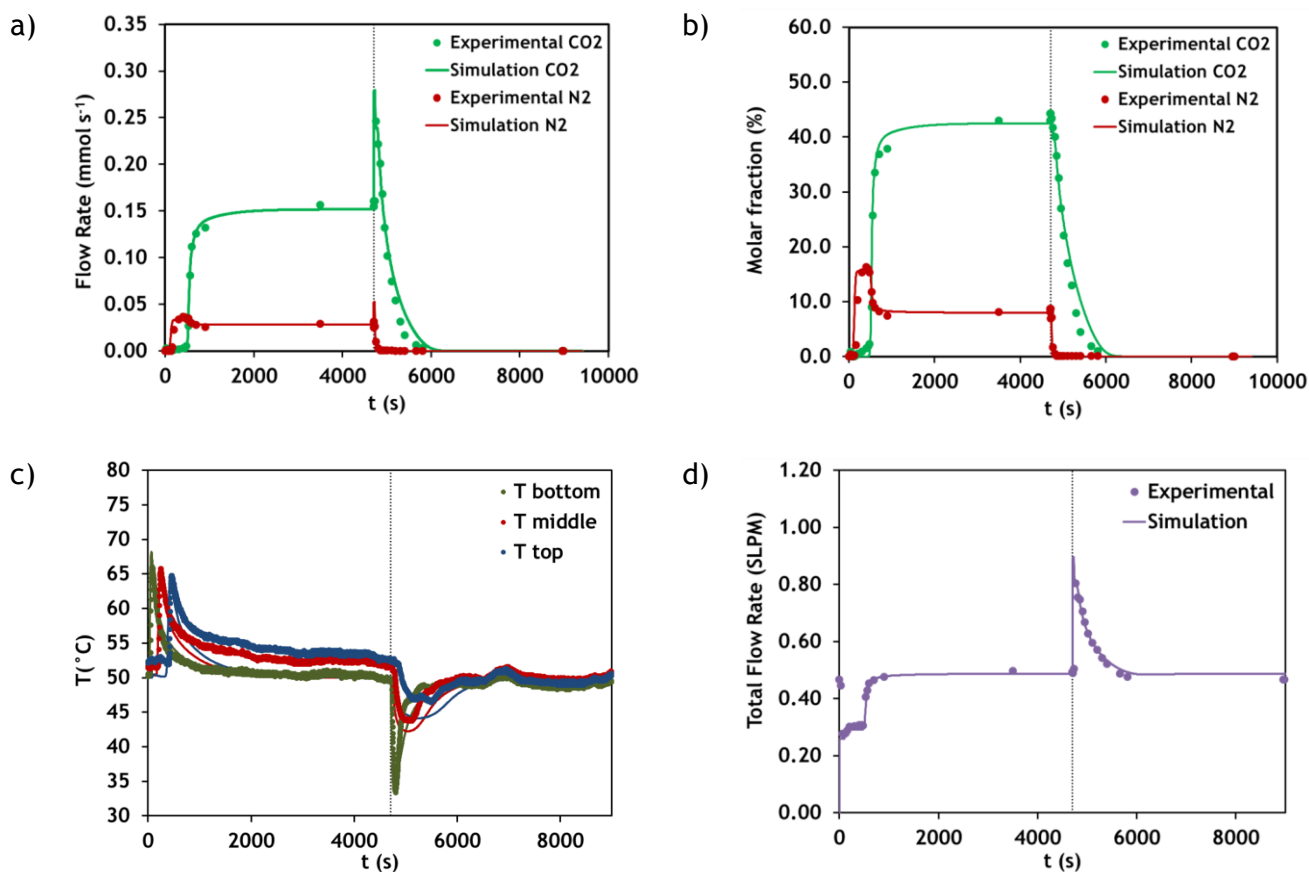 a)
Flow Rate (mmol s⁻¹)
0.35
0.30
0.25
0.20
0.15
0.10
0.05
0.00
0
2000
4000
6000
8000
10000
t (s)
Experimental CO2
Simulation CO2
Experimental N2
Simulation N2
b)
Molar fraction (%)
60.0
50.0
40.0
30.0
20.0
10.0
0.0
0
2000
4000
6000
8000
10000
t (s)
Experimental CO2
Simulation CO2
Experimental N2
Simulation N2
c)
T(°C)
80
75
70
65
60
55
50
45
40
35
30
0
2000
4000
6000
8000
t (s)
T bottom
T middle
T top
d)
Total Flow Rate (SLPM)
1.20
1.00
0.80
0.60
0.40
0.20
0.00
0
2000
4000
6000
8000
t (s)
Experimental
Simulation